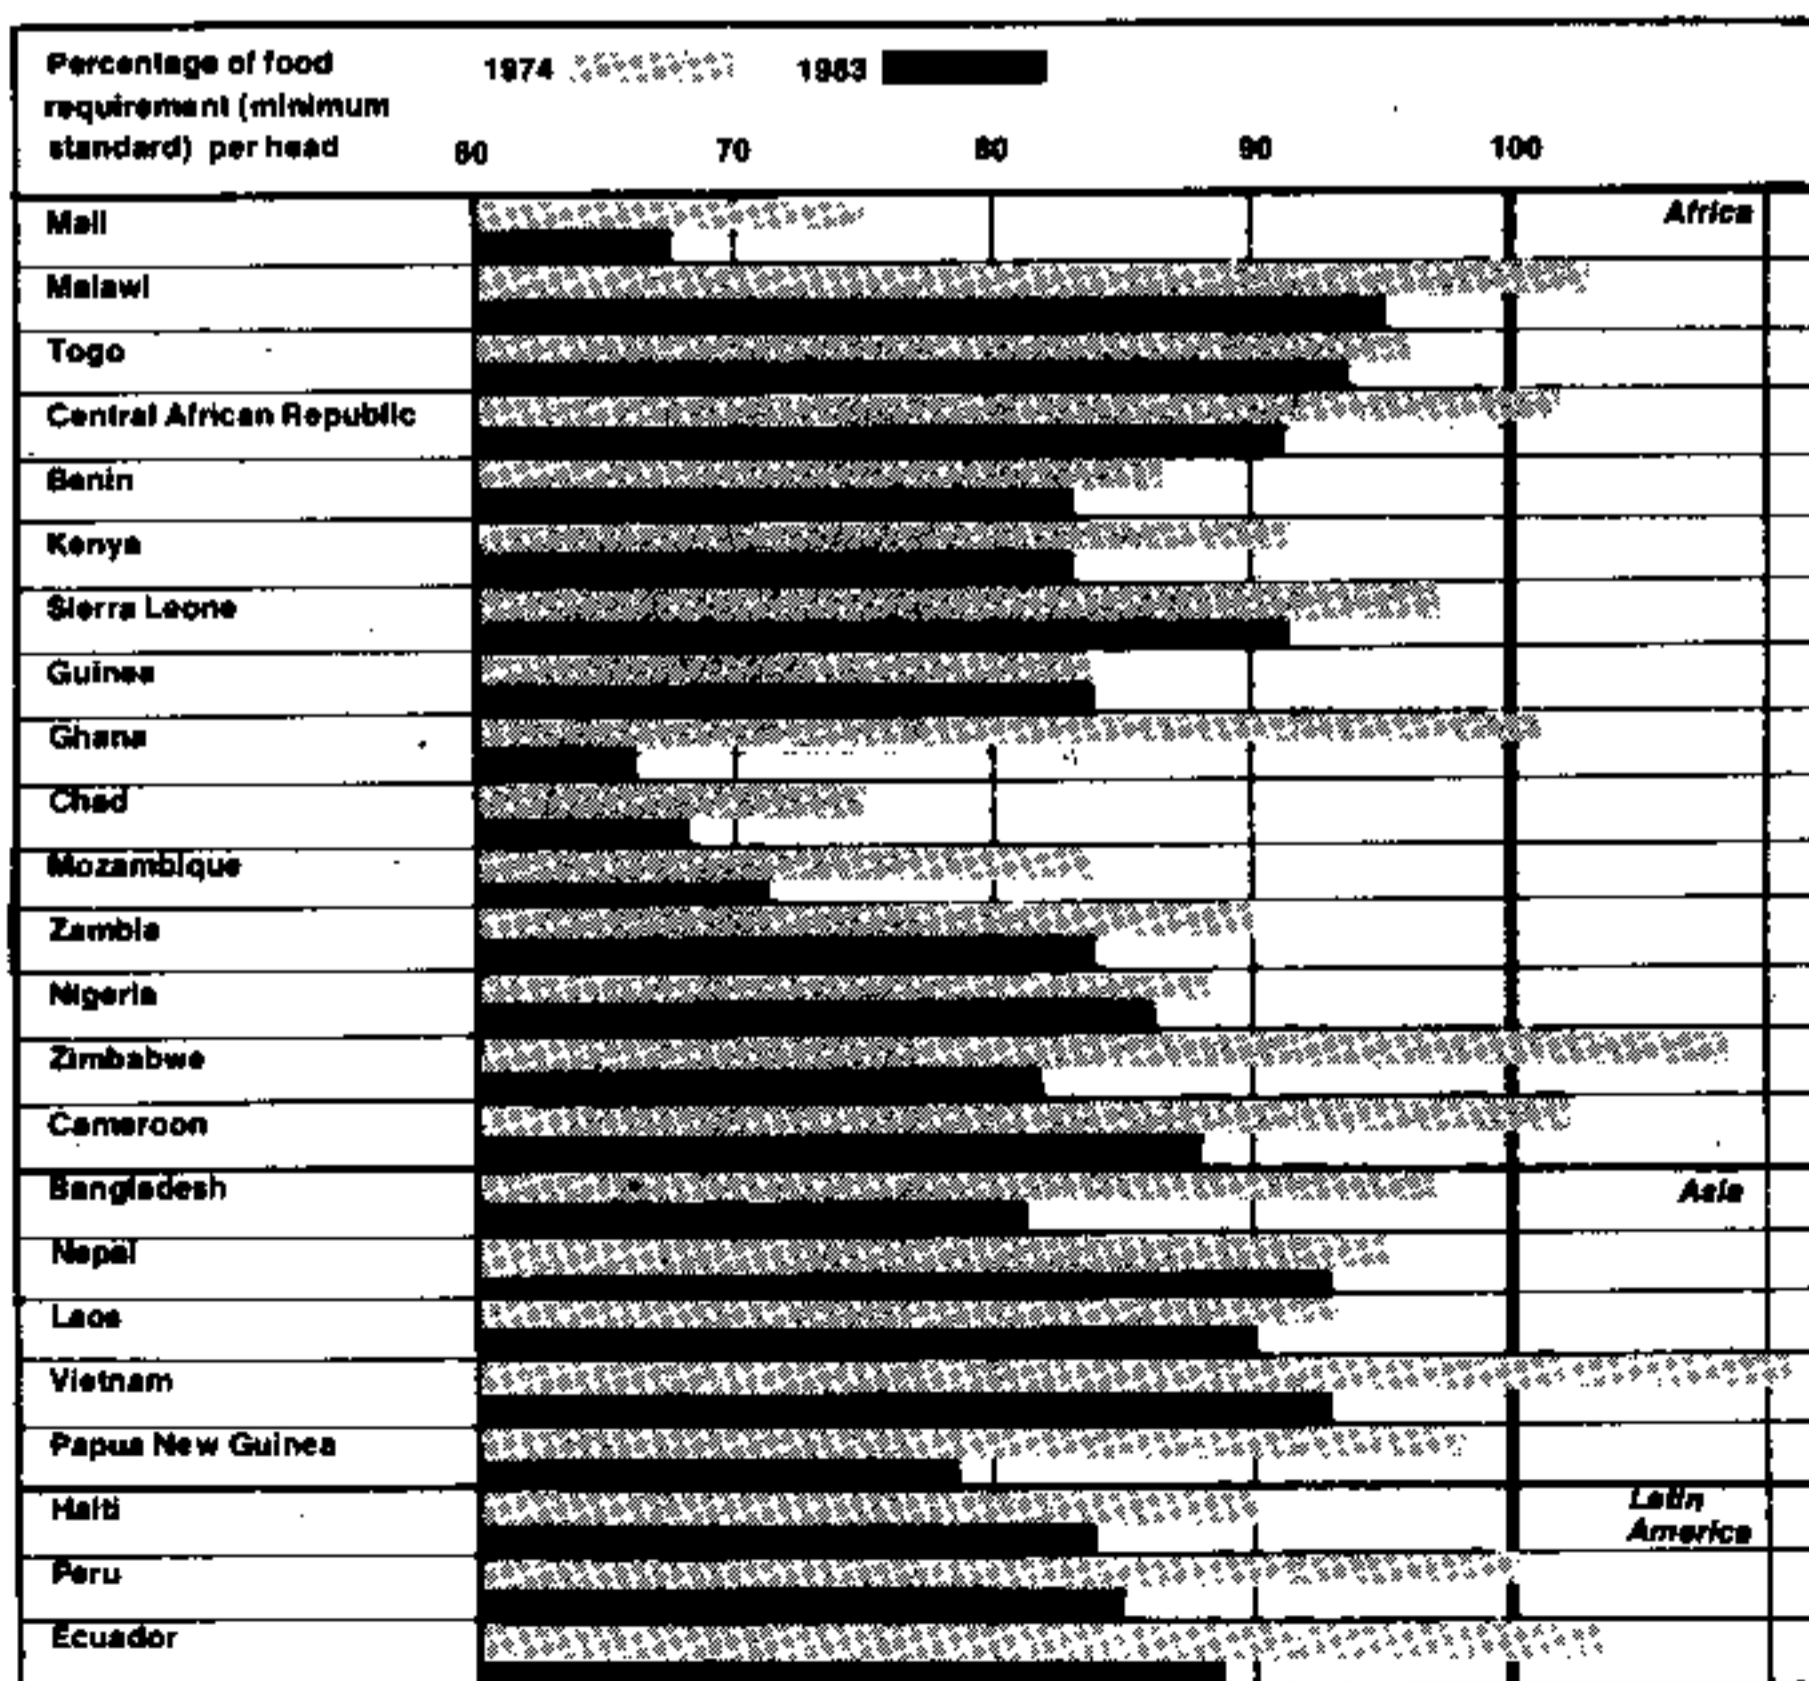 Percentage of food
requirement (minimum
standard) per head
1974 1983
60 70 80 90 100
Mali
Africa
Malawi
Togo
Central African Republic
Benin
Kenya
Sierra Leone
Guinea
Ghana
Chad
Mozambique
Zambia
Nigeria
Zimbabwe
Cameroon
Bangladesh
Asia
Nepal
Laos
Vietnam
Papua New Guinea
Haiti
Latin
America
Peru
Ecuador